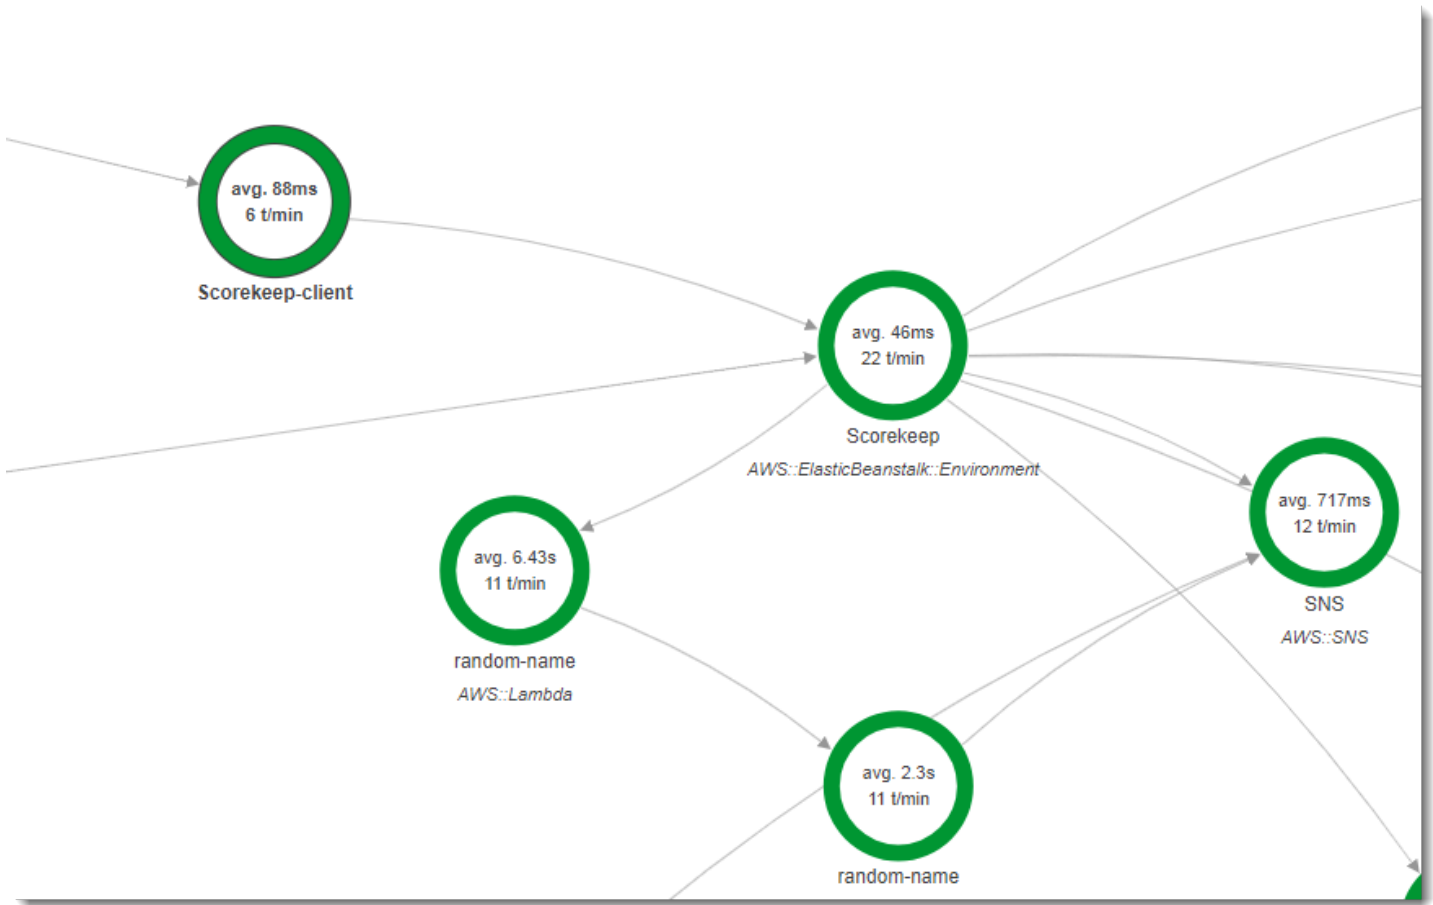 avg. 88ms
6 t/min
Scorekeep-client
avg. 46ms
22 t/min
Scorekeep
AWS::ElasticBeanstalk::Environment
avg. 717ms
12 t/min
SNS
AWS::SNS
avg. 6.43s
11 t/min
random-name
AWS::Lambda
avg. 2.3s
11 t/min
random-name